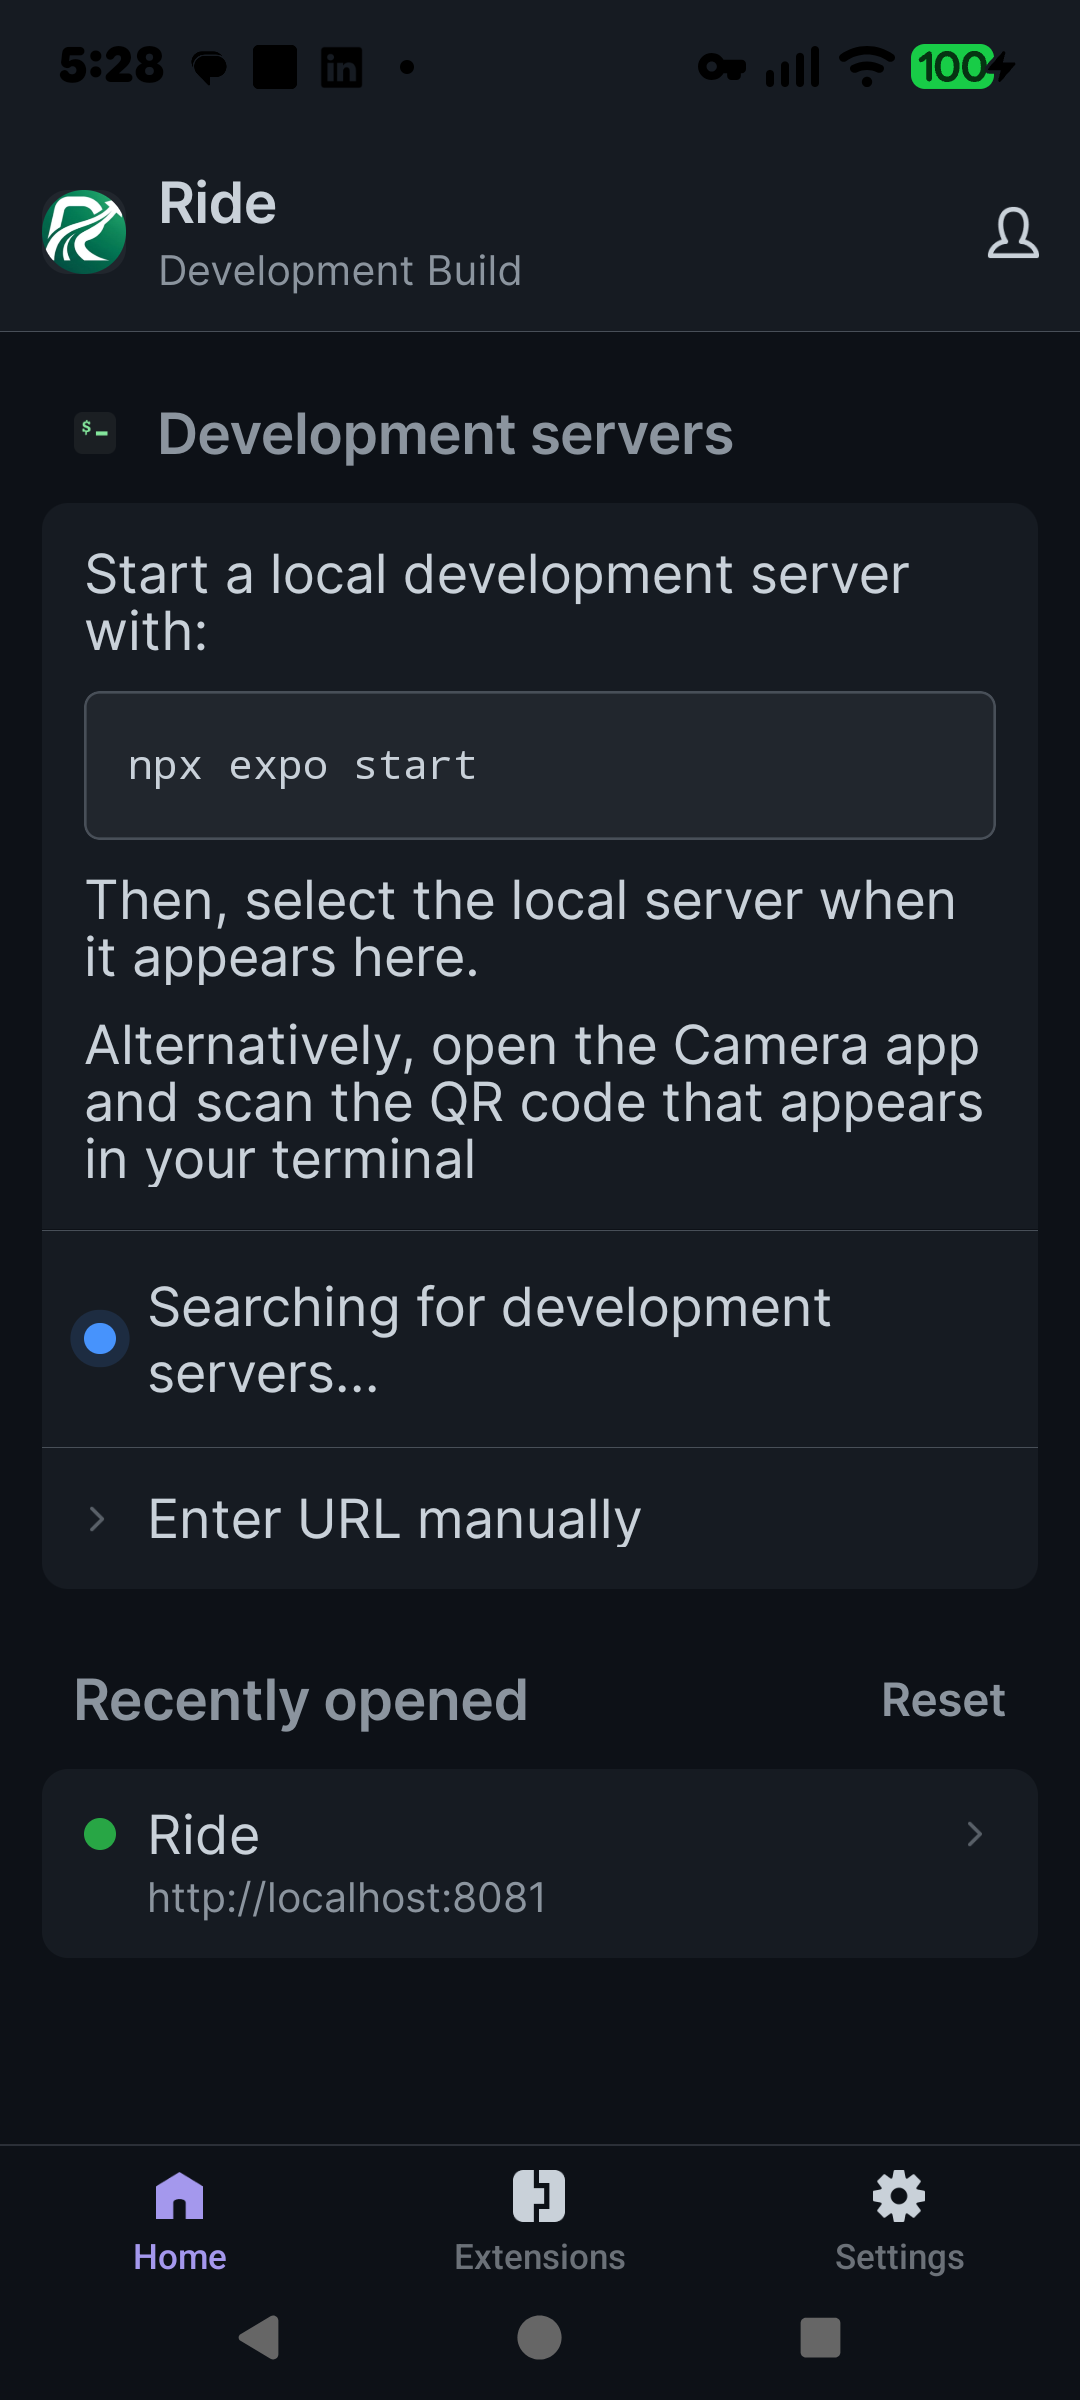 5:28
in
100
Ride
Development Build
$
Development servers
Start a local development server
with:
npx expo start
Then, select the local server when
it appears here.
Alternatively, open the Camera app
and scan the QR code that appears
in your terminal
Searching for development
servers...
Enter URL manually
Recently opened
Reset
Ride
http://localhost:8081
Home
Extensions
Settings